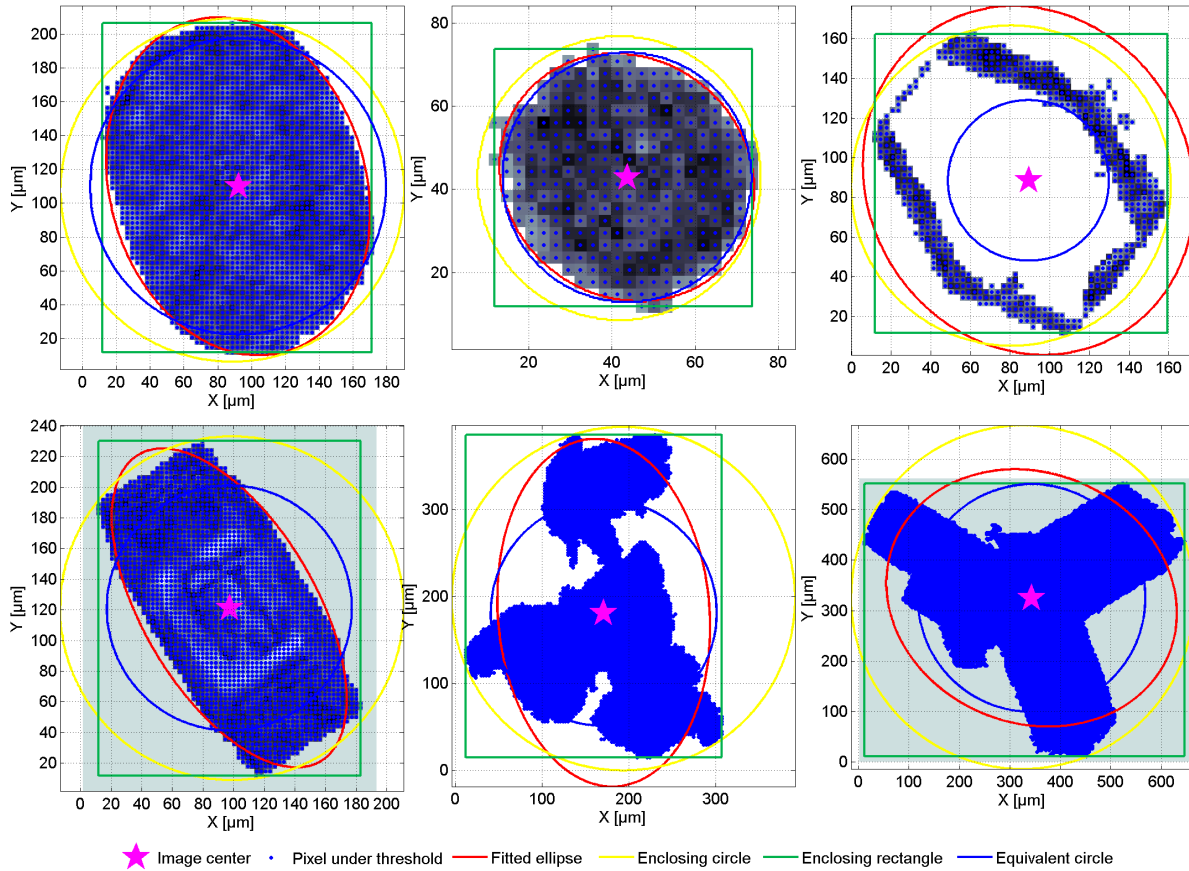 200
180
160
140
120
100
80
60
40
20
Y [µm]
0 20 40 60 80 100 120 140 160 180
X [µm]
80
60
40
20
Y [µm]
20 40 60 80
X [µm]
160
140
120
100
80
60
40
20
Y [µm]
0 20 40 60 80 100 120 140 160
X [µm]
240
220
200
180
160
140
120
100
80
60
40
20
Y [µm]
0 20 40 60 80 100 120 140 160 180 200
X [µm]
300
200
100
0
Y [µm]
0 100 200 300
X [µm]
600
500
400
300
200
100
0
Y [µm]
0 100 200 300 400 500 600
X [µm]
Image center Pixel under threshold Fitted ellipse Enclosing circle Enclosing rectangle Equivalent circle